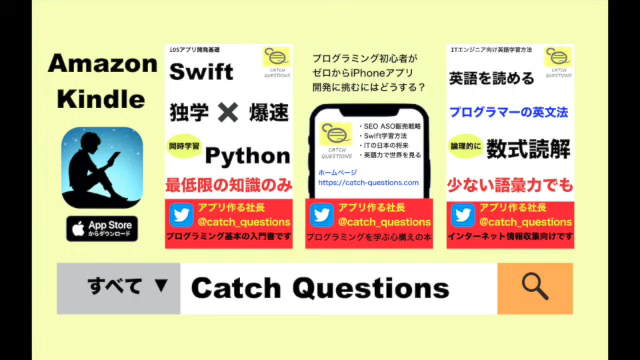 Amazon
Kindle
App Store
からダウンロード
iOSアプリ開発基礎
CATCH
QUESTIONS
Swift
独学 ✖ 爆速
同時学習
Python
最低限の知識のみ
アプリ作る社長
@catch_questions
プログラミング基本の入門書です
プログラミング初心者が
ゼロからiPhoneアプリ
開発に挑むにはどうする？
CATCH
QUESTIONS
・SEO ASO販売戦略
・Swift学習方法
・ITの日本の将来
・英語力で世界を見る
ホームページ
https://catch-questions.com
アプリ作る社長
@catch_questions
プログラミングを学ぶ心構えの本
ITエンジニア向け英語学習方法
CATCH
QUESTIONS
英語を読める
プログラマーの英文法
論理的に
数式読解
少ない語彙力でも
アプリ作る社長
@catch_questions
インターネット情報収集向けです
すべて ▼
Catch Questions